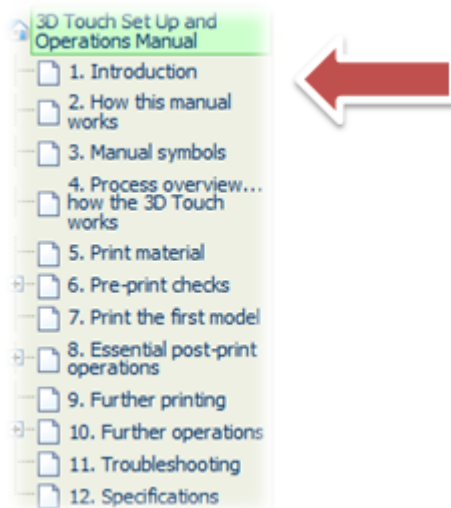 3D Touch Set Up and
Operations Manual
1. Introduction
2. How this manual
works
3. Manual symbols
4. Process overview...
how the 3D Touch
works
5. Print material
6. Pre-print checks
7. Print the first model
8. Essential post-print
operations
9. Further printing
10. Further operations
11. Troubleshooting
12. Specifications